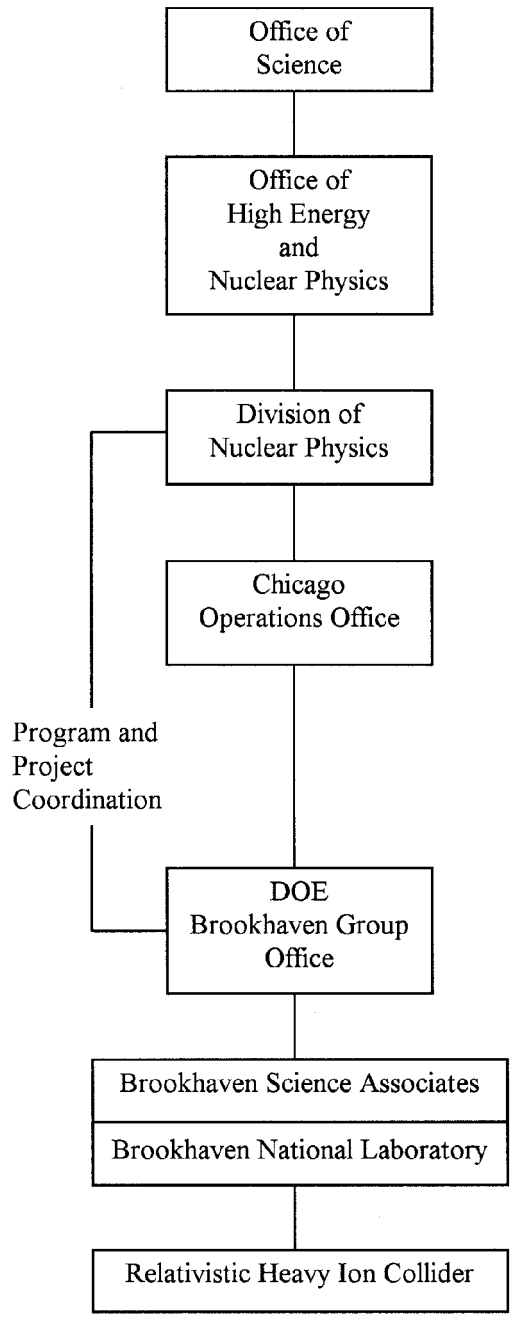 Office of
Science
Office of
High Energy
and
Nuclear Physics
Division of
Nuclear Physics
Chicago
Operations Office
Program and
Project
Coordination
DOE
Brookhaven Group
Office
Brookhaven Science Associates
Brookhaven National Laboratory
Relativistic Heavy Ion Collider